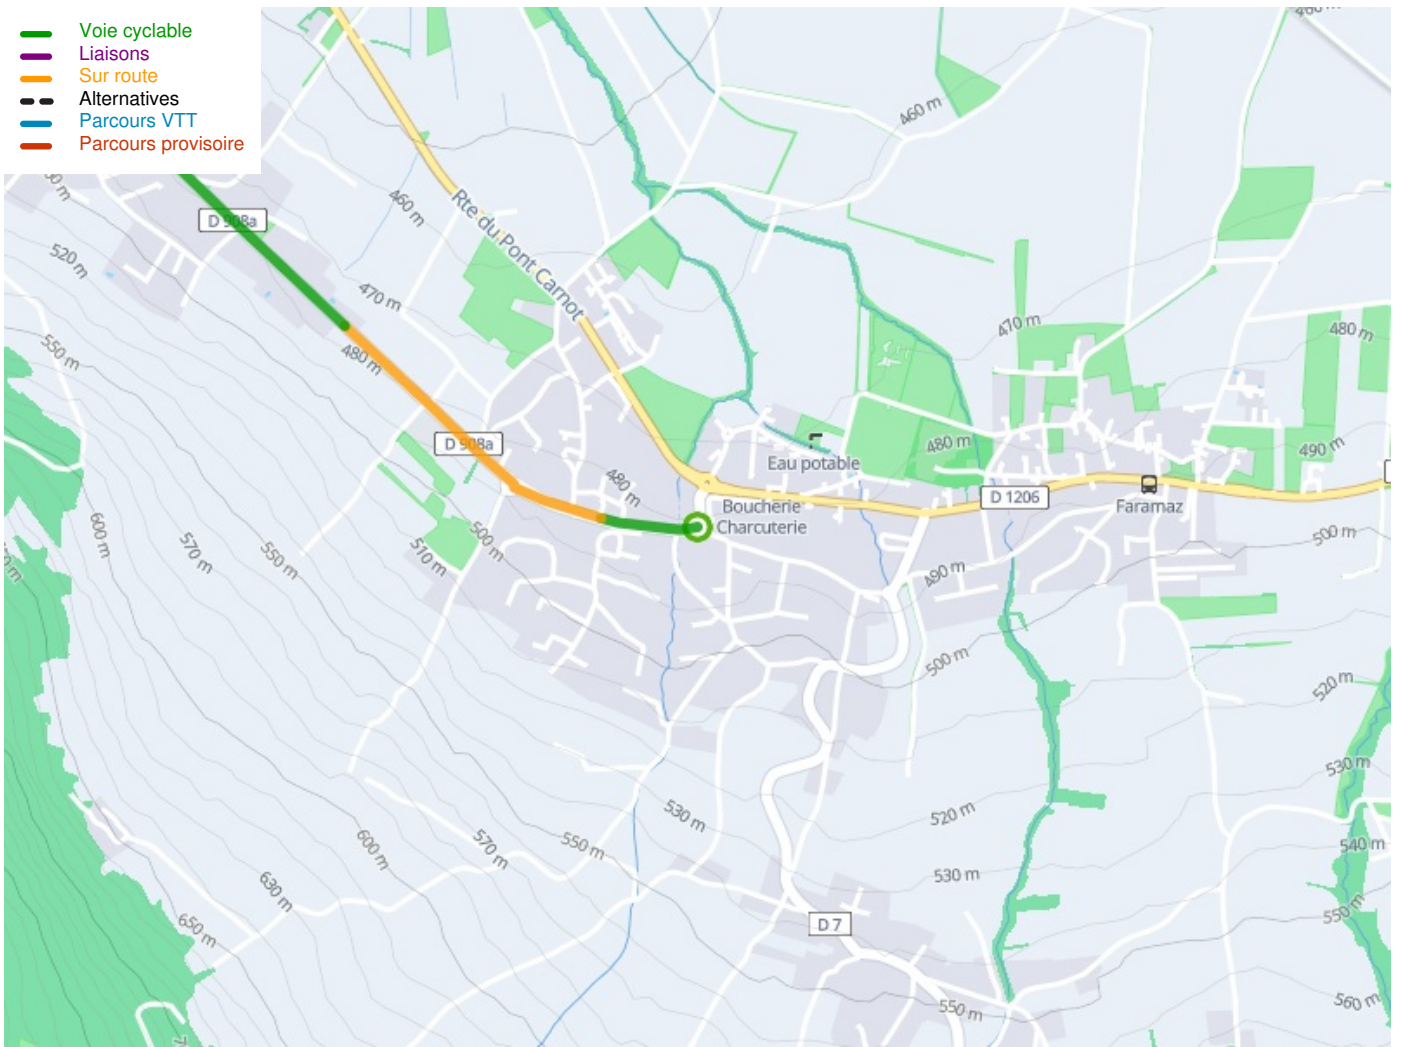 Voie cyclable
Liaisons
Sur route
Alternatives
Parcours VTT
Parcours provisoire
460 m
460 m
D 908a
Rte du Pont Carnot
520 m
470 m
470 m
480 m
550 m
480 m
D 908a
480 m
490 m
Eau potable
480 m
D 1206
Boucherie
Charcuterie
Faramaz
600 m
570 m
550 m
510 m
500 m
490 m
500 m
500 m
520 m
530 m
530 m
520 m
600 m
570 m
550 m
540 m
530 m
630 m
650 m
D 7
550 m
550 m
560 m